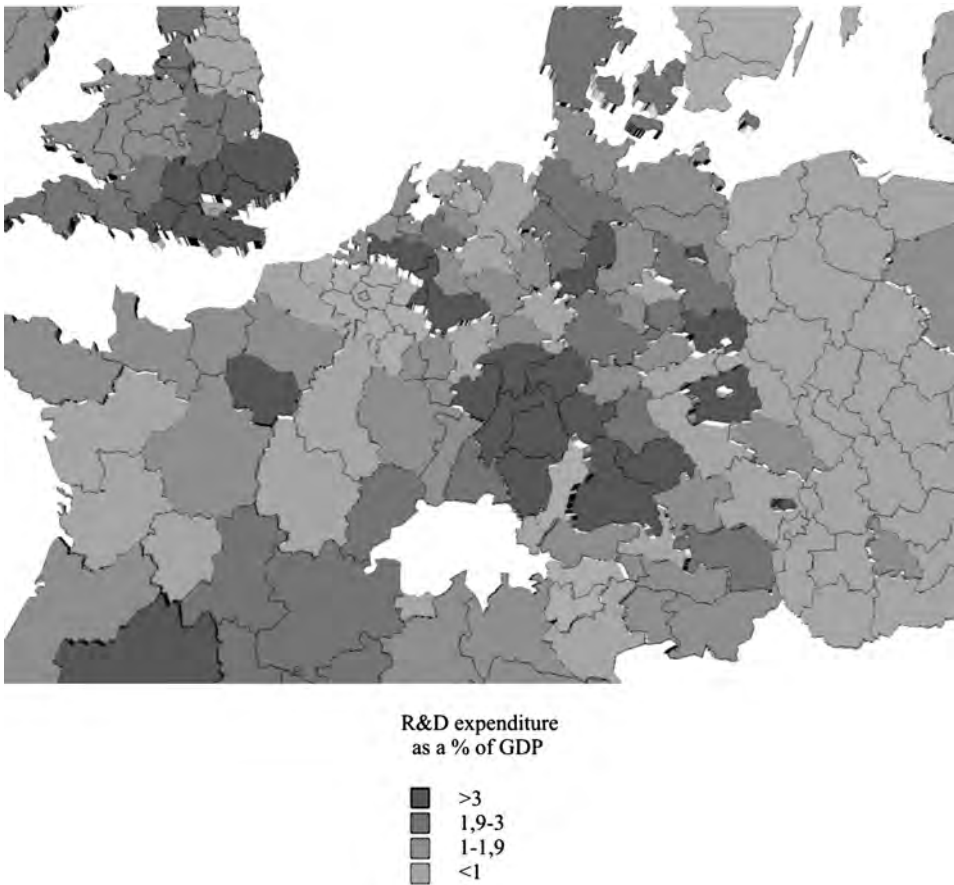 R&D expenditure
as a % of GDP
>3
1,9-3
1-1,9
<1